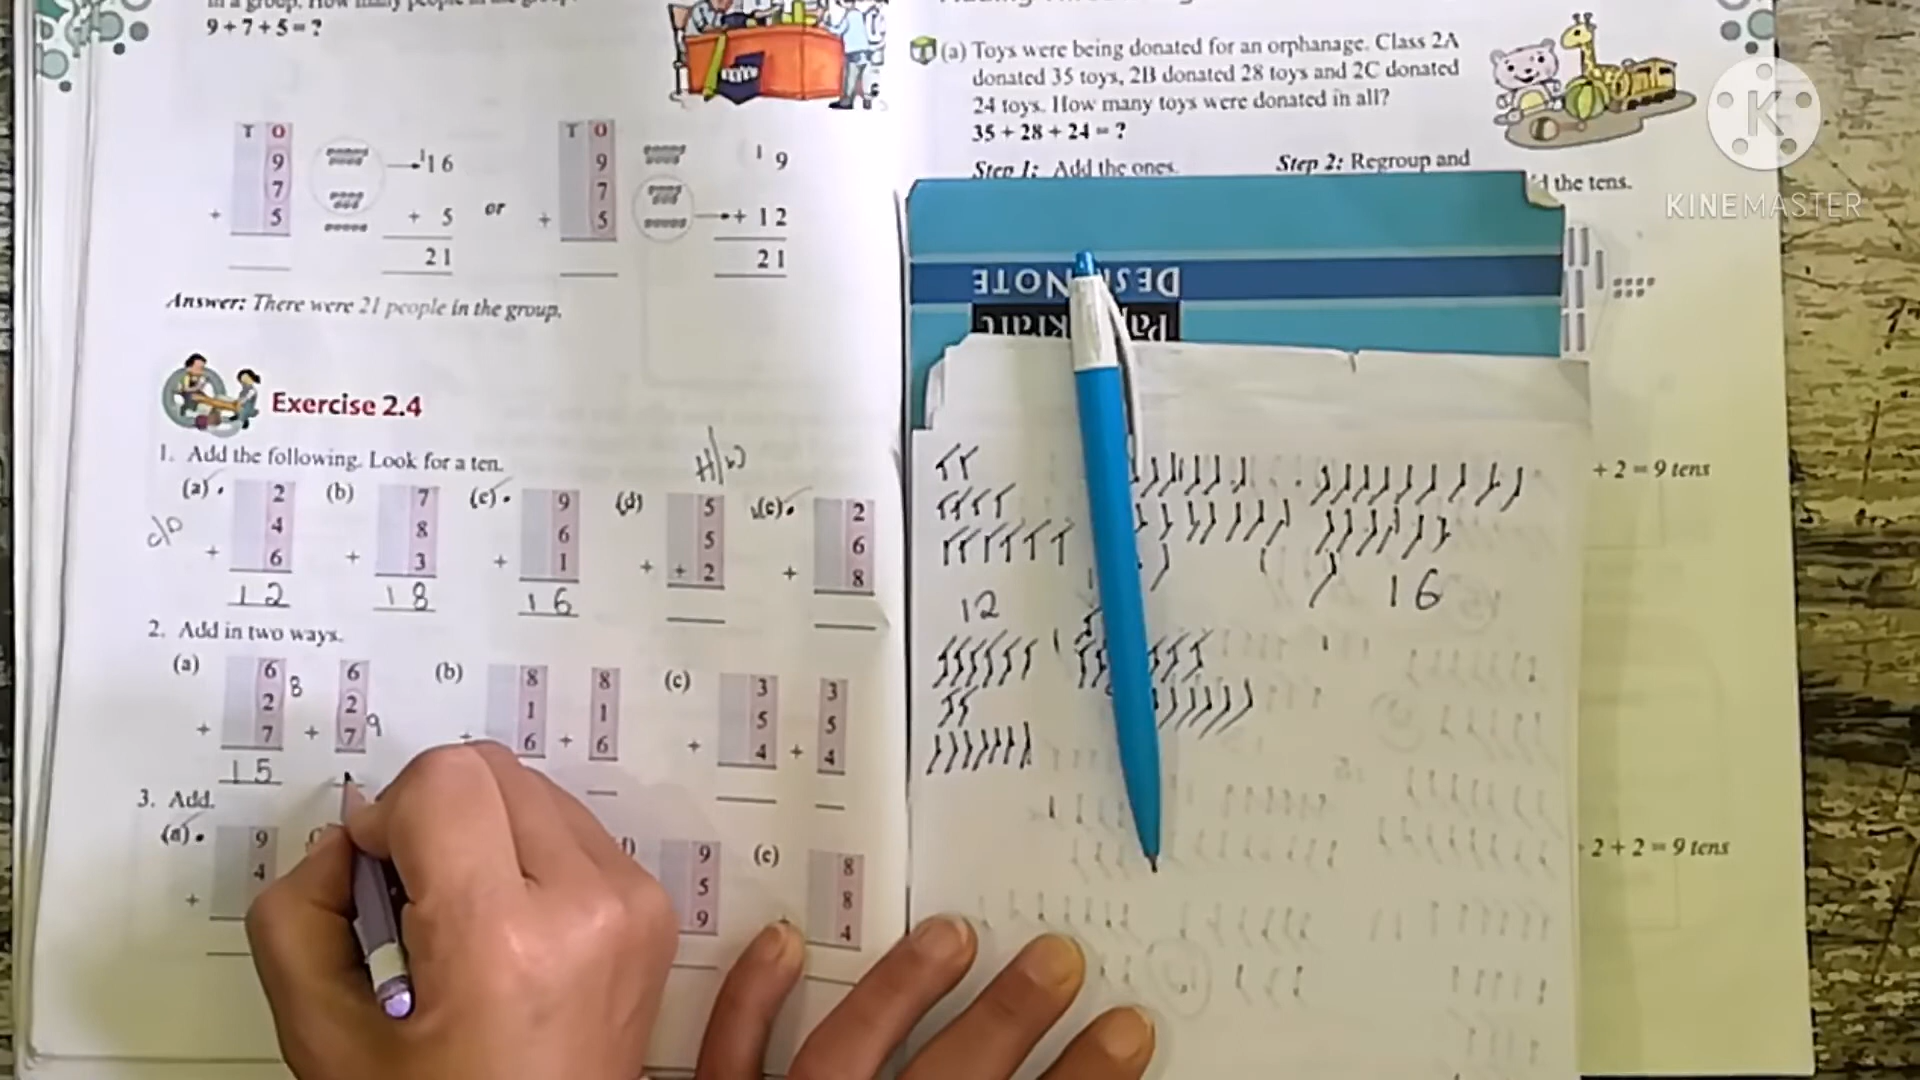 9 + 7 + 5 = ?
T O
9
7
+ 5
16
+ 5
21
or
T O
9
7
+ 5
1 9
+ 12
21
Answer: There were 21 people in the group.
Exercise 2.4
1. Add the following. Look for a ten.
H/W
(a) 2
4
+ 6
12
(b) 7
8
+ 3
18
(c) 9
6
+ 1
16
(d) 5
5
+ + 2
(e) 2
6
+ 8
2. Add in two ways.
(a) 6 8
2
+ 7
15
6
2 9
+ 7
(b) 8
1
+ 6
8
1
+ 6
(c) 3
5
+ 4
3
5
+ 4
3. Add.
(a) 9
4
+
9
5
9
(e) 8
8
+ 4
(a) Toys were being donated for an orphanage. Class 2A
donated 35 toys, 2B donated 28 toys and 2C donated
24 toys. How many toys were donated in all?
35 + 28 + 24 = ?
Step 1: Add the ones.
Step 2: Regroup and
the tens.
K
KINEMASTER
NOTE
12
16
+ 2 = 9 tens
2 + 2 = 9 tens